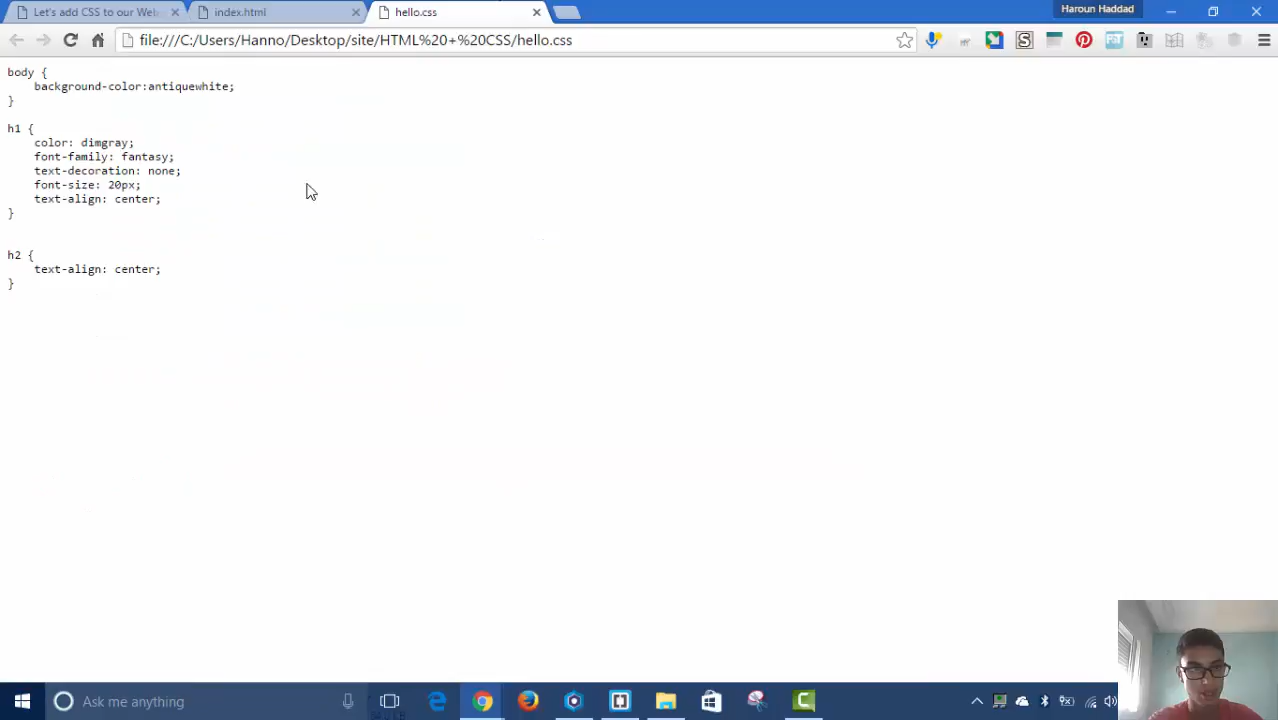 Let's add CSS to our Web
index.html
hello.css
Haroun Haddad
file:///C:/Users/Hanno/Desktop/site/HTML%20+%20CSS/hello.css
body {
    background-color:antiquewhite;
}
h1 {
    color: dimgray;
    font-family: fantasy;
    text-decoration: none;
    font-size: 20px;
    text-align: center;
}
h2 {
    text-align: center;
}
Ask me anything